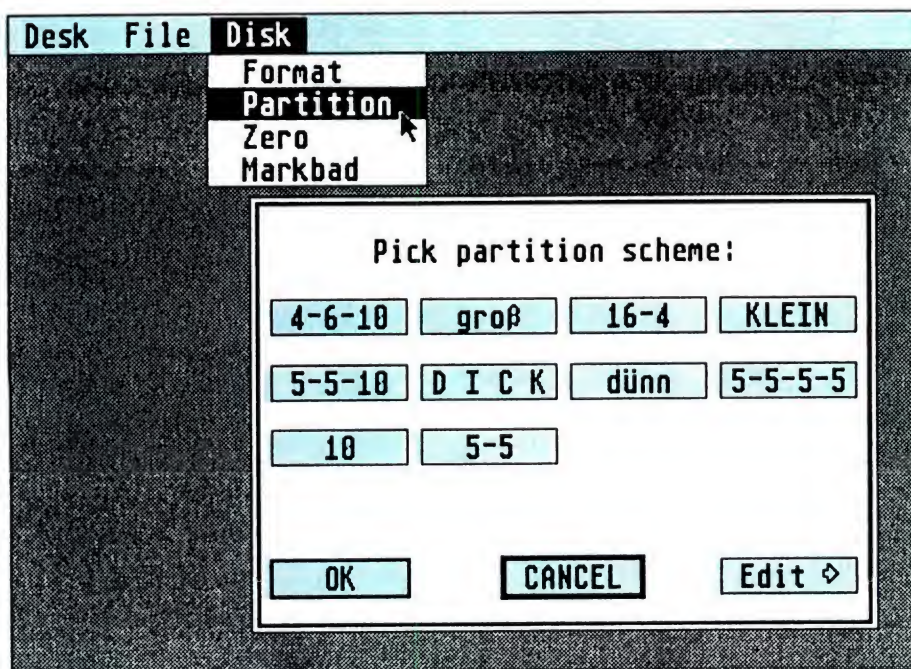 Desk File Disk
Format
Partition
Zero
Markbad
Pick partition scheme:
4-6-10 groß 16-4 KLEIN
5-5-10 D I C K dünn 5-5-5-5
10 5-5
OK CANCEL Edit ⇨